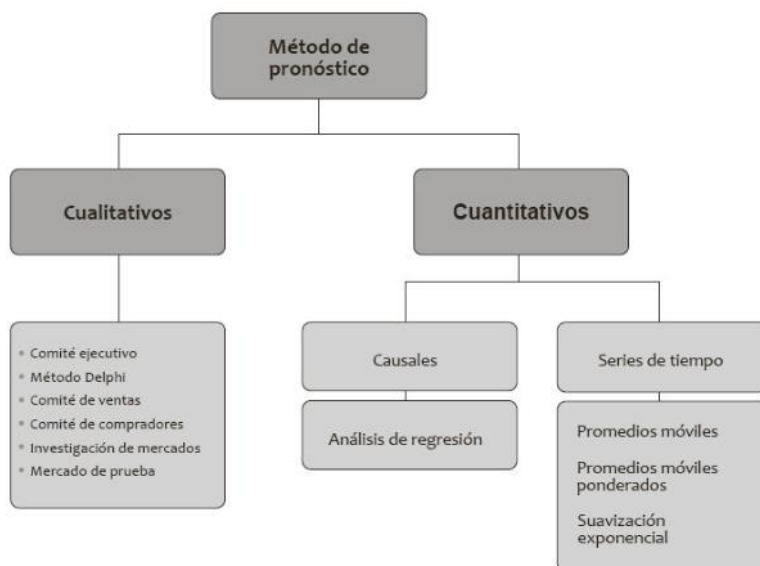 Método de
pronóstico
Cualitativos
Cuantitativos
• Comité ejecutivo
• Método Delphi
• Comité de ventas
• Comité de compradores
• Investigación de mercados
• Mercado de prueba
Causales
Análisis de regresión
Series de tiempo
Promedios móviles
Promedios móviles
ponderados
Suavización
exponencial